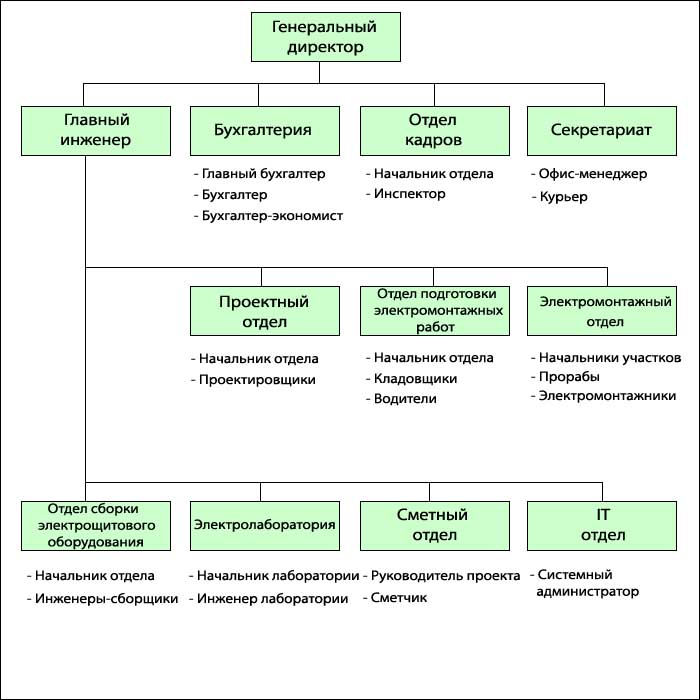 Генеральный
директор
Главный
инженер
Бухгалтерия
Отдел
кадров
Секретариат
- Главный бухгалтер
- Бухгалтер
- Бухгалтер-экономист
- Начальник отдела
- Инспектор
- Офис-менеджер
- Курьер
Проектный
отдел
Отдел подготовки
электромонтажных
работ
Электромонтажный
отдел
- Начальник отдела
- Проектировщики
- Начальник отдела
- Кладовщики
- Водители
- Начальники участков
- Прорабы
- Электромонтажники
Отдел сборки
электрощитового
оборудования
Электролаборатория
Сметный
отдел
IT
отдел
- Начальник отдела
- Инженеры-сборщики
- Начальник лаборатории
- Инженер лаборатории
- Руководитель проекта
- Сметчик
- Системный
администратор